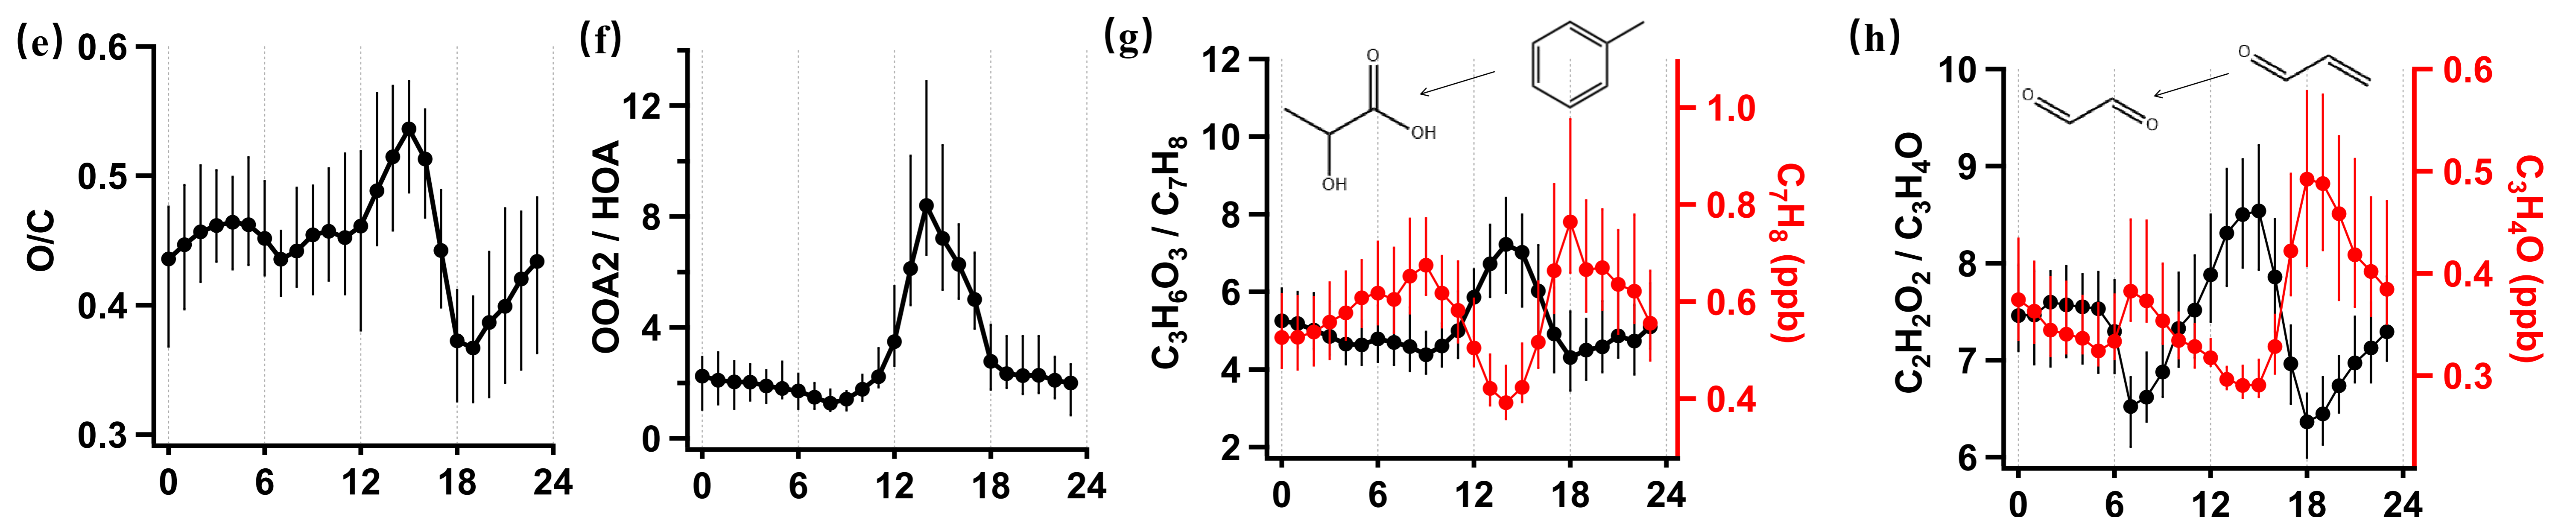 (e)
O/C
0.6
0.5
0.4
0.3
0 6 12 18 24
(f)
OOA2 / HOA
12
8
4
0
0 6 12 18 24
(g)
C₃H₆O₃ / C₇H₈
12
10
8
6
4
2
O
OH
OH
1.0
0.8
0.6
0.4
C₇H₈ (ppb)
0 6 12 18 24
(h)
C₂H₂O₂ / C₃H₄O
10
9
8
7
6
O
O
O
0.6
0.5
0.4
0.3
C₃H₄O (ppb)
0 6 12 18 24